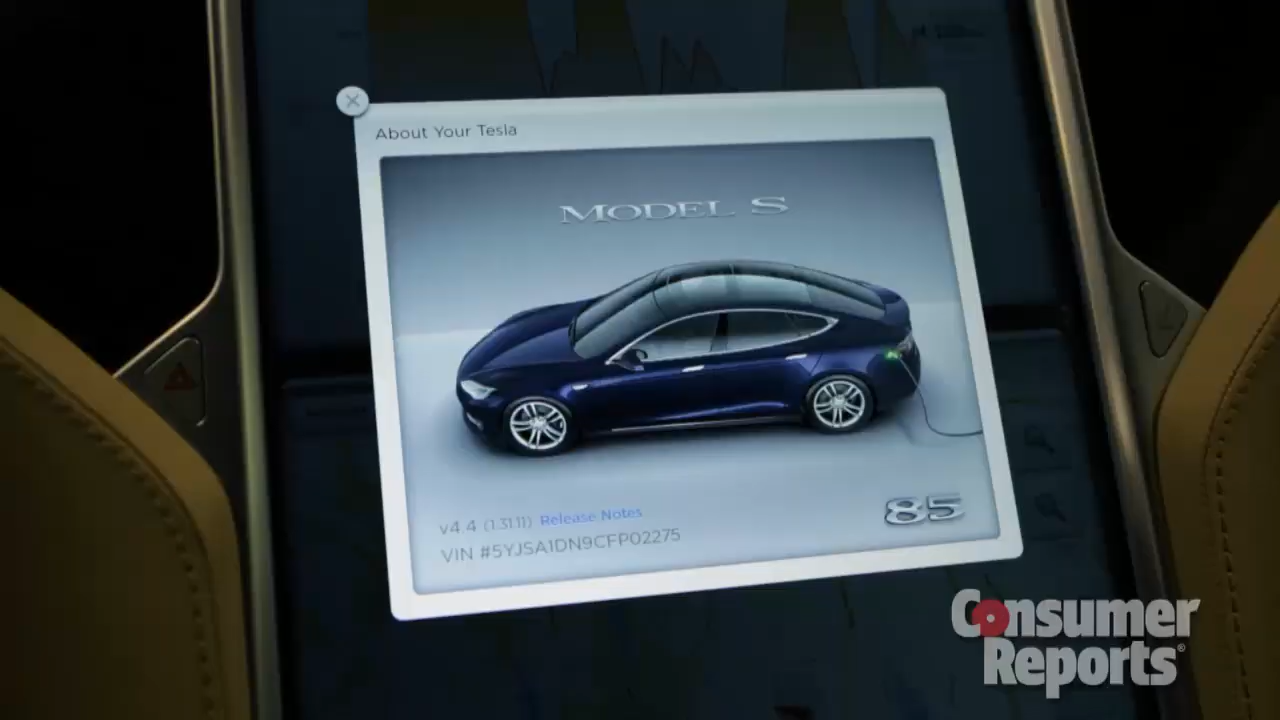 About Your Tesla
MODEL S
85
v4.4 (1.31.11) Release Notes
VIN #5YJSA1DN9CFP02275
Consumer
Reports®